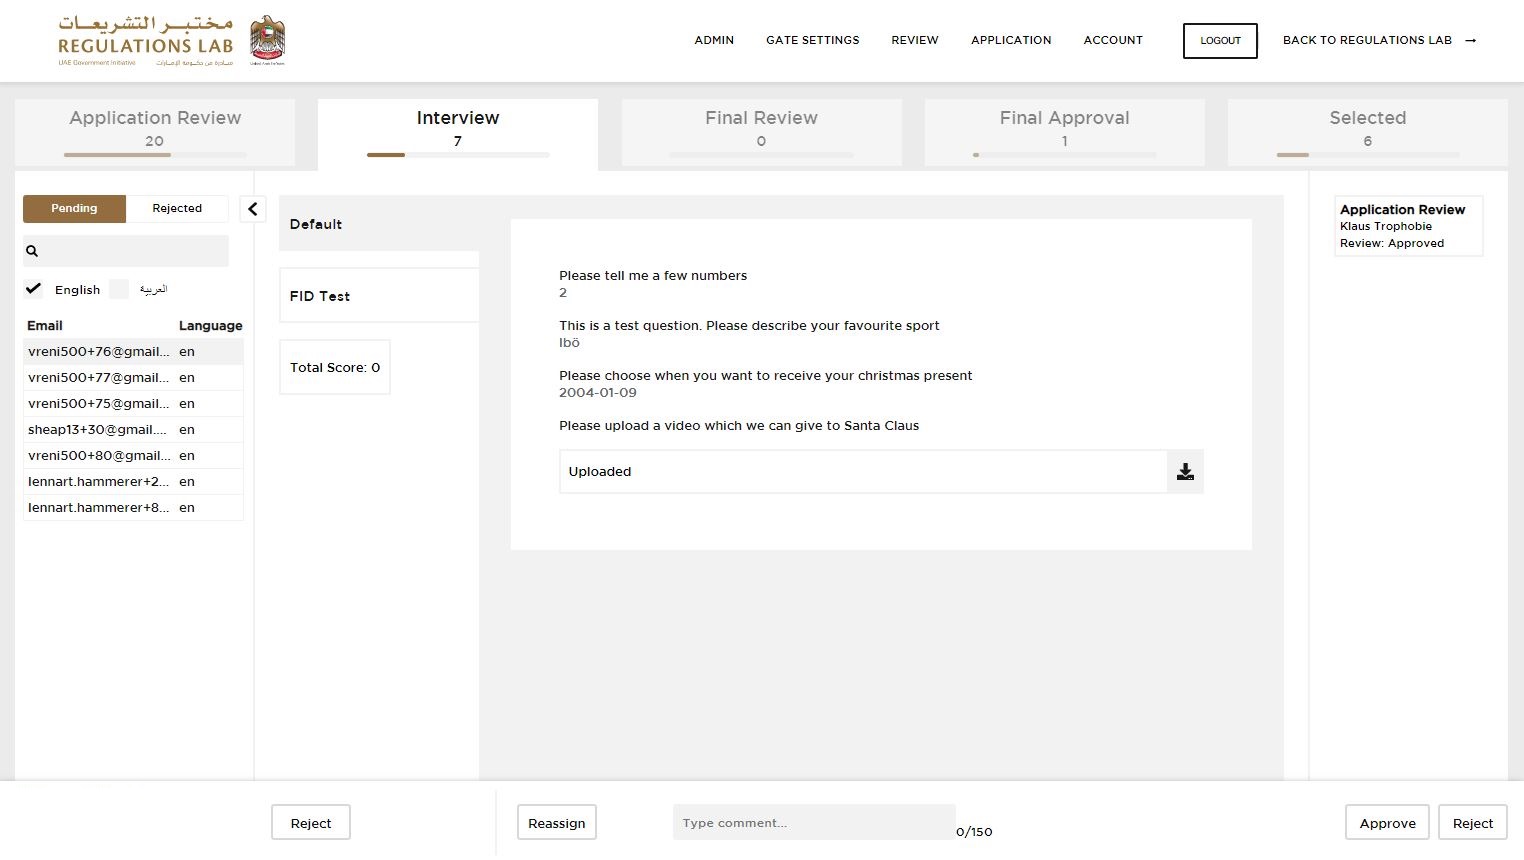 مختبر التشريعات
REGULATIONS LAB
UAE Government Initiative مبادرة من حكومة الإمارات
ADMIN GATE SETTINGS REVIEW APPLICATION ACCOUNT LOGOUT BACK TO REGULATIONS LAB →
Application Review
20
Interview
7
Final Review
0
Final Approval
1
Selected
6
Pending Rejected
English العربية
Email Language
vreni500+76@gmail... en
vreni500+77@gmail... en
vreni500+75@gmail... en
sheap13+30@gmail.... en
vreni500+80@gmail... en
lennart.hammerer+2... en
lennart.hammerer+8... en
Default
FID Test
Total Score: 0
Please tell me a few numbers
2
This is a test question. Please describe your favourite sport
Ibö
Please choose when you want to receive your christmas present
2004-01-09
Please upload a video which we can give to Santa Claus
Uploaded
Application Review
Klaus Trophobie
Review: Approved
Reject Reassign Type comment... 0/150 Approve Reject